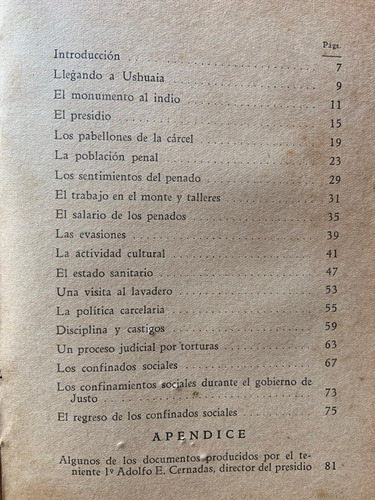 Págs.
Introducción 7
Llegando a Ushuaia 9
El monumento al indio 11
El presidio 15
Los pabellones de la cárcel 19
La población penal 23
Los sentimientos del penado 29
El trabajo en el monte y talleres 31
El salario de los penados 35
Las evasiones 39
La actividad cultural 41
El estado sanitario 47
Una visita al lavadero 53
La política carcelaria 55
Disciplina y castigos 59
Un proceso judicial por torturas 63
Los confinados sociales 67
Los confinamientos sociales durante el gobierno de
Justo 73
El regreso de los confinados sociales 75
APENDICE
Algunos de los documentos producidos por el te-
niente 1º Adolfo E. Cernadas, director del presidio 81